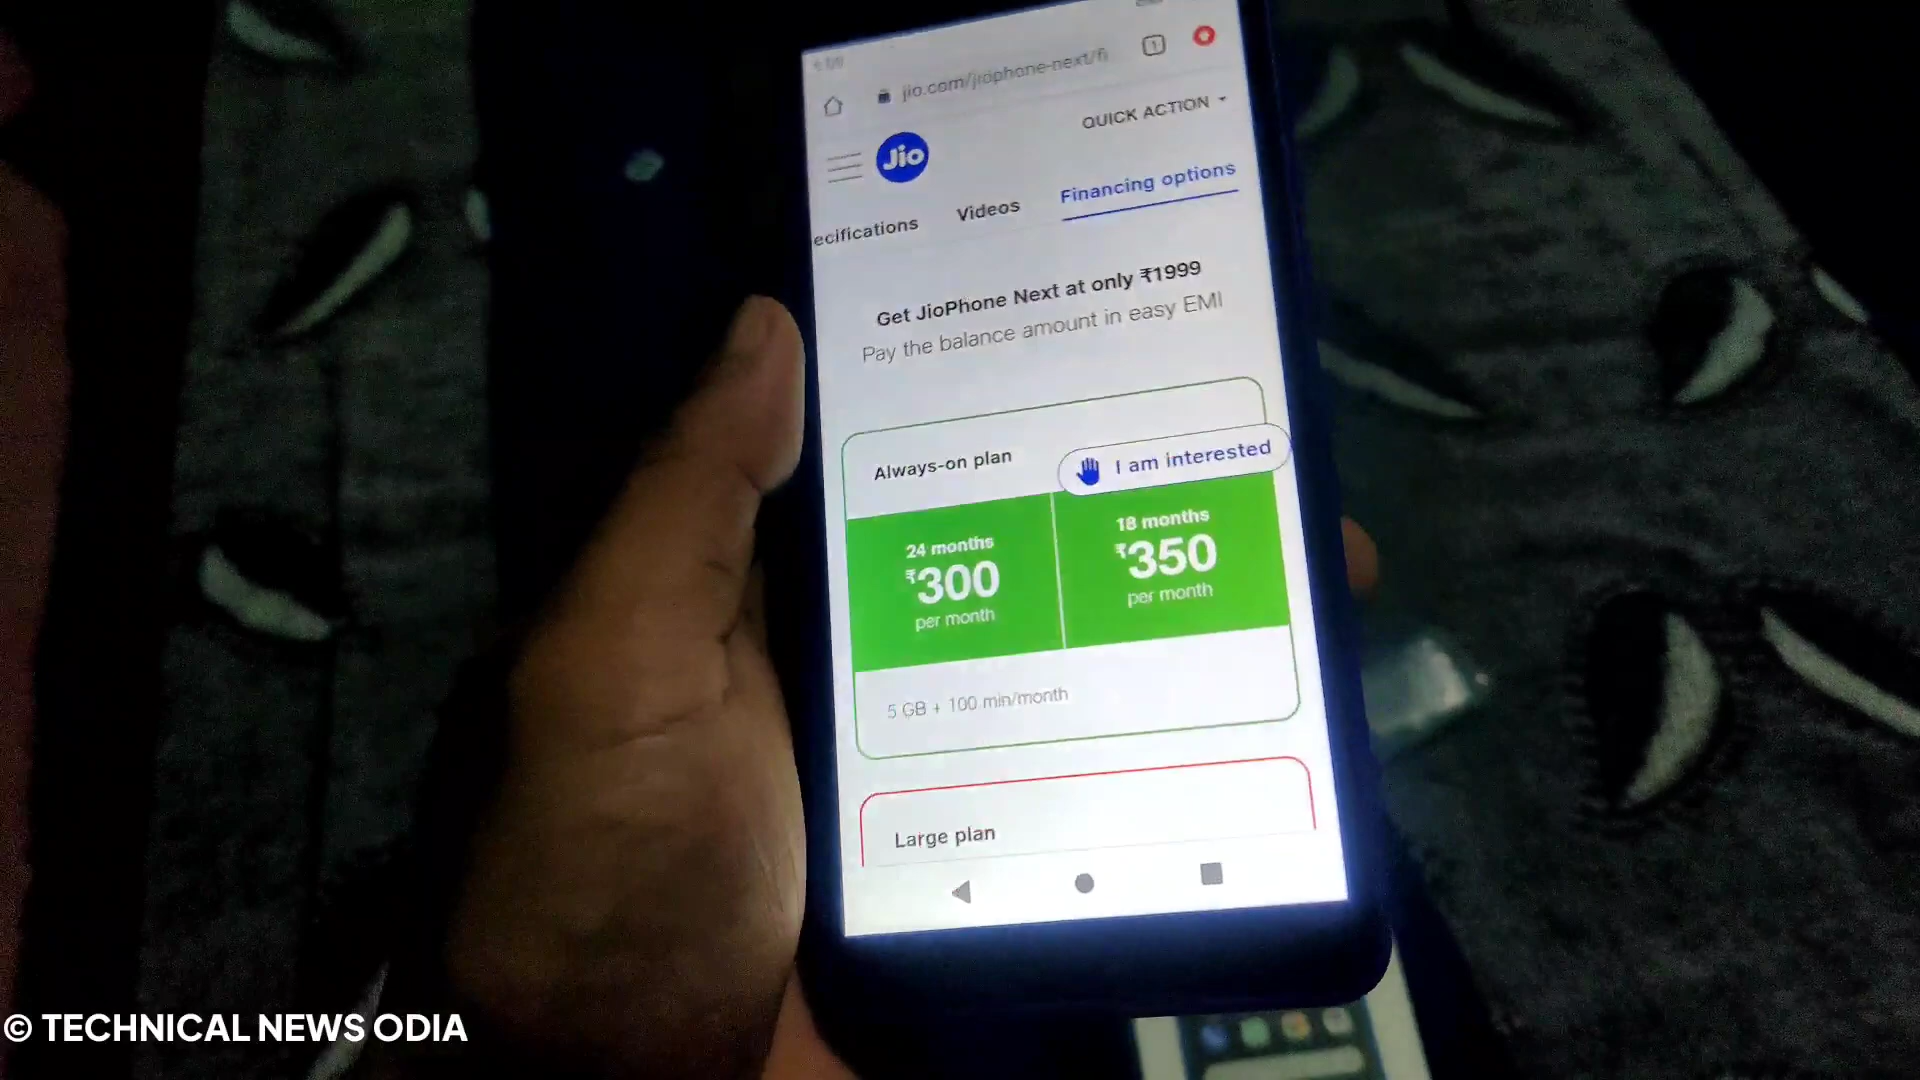 jio.com/jiophone-next/fi
1
QUICK ACTION
Jio
ecifications
Videos
Financing options
Get JioPhone Next at only ₹1999
Pay the balance amount in easy EMI
Always-on plan
I am interested
24 months
₹300
per month
18 months
₹350
per month
5 GB + 100 min/month
Large plan
© TECHNICAL NEWS ODIA